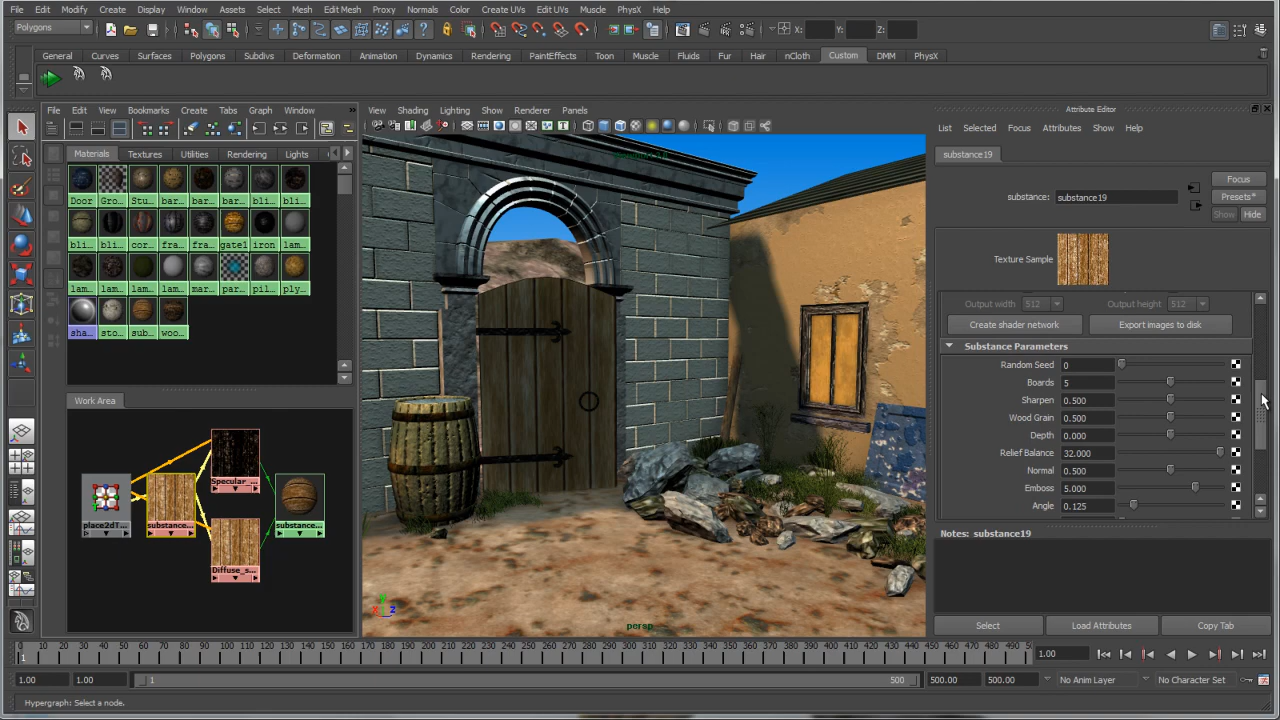 File Edit Modify Create Display Window Assets Select Mesh Edit Mesh Proxy Normals Color Create UVs Edit UVs Muscle PhysX Help
Polygons X: Y: Z:
General Curves Surfaces Polygons Subdivs Deformation Animation Dynamics Rendering PaintEffects Toon Muscle Fluids Fur Hair nCloth Custom DMM PhysX
File Edit View Bookmarks Create Tabs Graph Window »
Materials Textures Utilities Rendering Lights
Door Gro... Stu... bar... bar... bar... bli... bli...
bli... bli... cor... fra... fra... gate1 iron lam...
lam... lam... lam... lam... mar... par... pil... ply...
sha... sto... sub... woo...
Work Area
Specular_...
place2dT... substance... substance...
Diffuse_s...
View Shading Lighting Show Renderer Panels
persp
Attribute Editor
List Selected Focus Attributes Show Help
substance19
substance: substance19
Focus
Presets*
Show Hide
Texture Sample
Output width 512 Output height 512
Create shader network Export images to disk
Substance Parameters
Random Seed 0
Boards 5
Sharpen 0.500
Wood Grain 0.500
Depth 0.000
Relief Balance 32.000
Normal 0.500
Emboss 5.000
Angle 0.125
Notes: substance19
Select Load Attributes Copy Tab
0 10 20 30 40 50 60 70 80 90 100 110 120 130 140 150 160 170 180 190 200 210 220 230 240 250 260 270 280 290 300 310 320 330 340 350 360 370 380 390 400 410 420 430 440 450 460 470 480 490 50
1 1.00
1.00 1.00 1 500 500.00 500.00 No Anim Layer No Character Set
Hypergraph: Select a node.